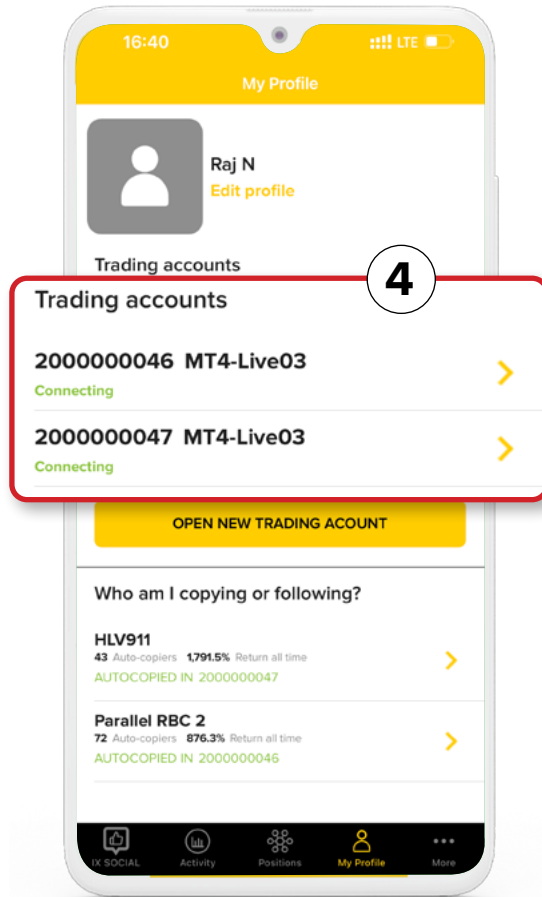 16:40
LTE
My Profile
Raj N
Edit profile
Trading accounts
4
Trading accounts
2000000046 MT4-Live03
Connecting
2000000047 MT4-Live03
Connecting
OPEN NEW TRADING ACOUNT
Who am I copying or following?
HLV911
43 Auto-copiers 1,791.5% Return all time
AUTOCOPIED IN 2000000047
Parallel RBC 2
72 Auto-copiers 876.3% Return all time
AUTOCOPIED IN 2000000046
IX SOCIAL Activity Positions My Profile More